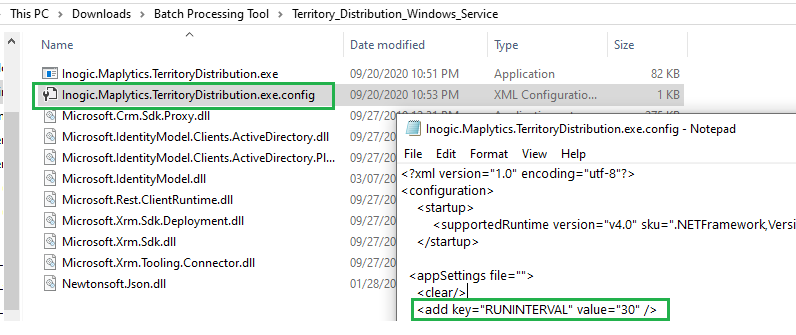 This PC > Downloads > Batch Processing Tool > Territory_Distribution_Windows_Service
Name Date modified Type Size
Inogic.Maplytics.TerritoryDistribution.exe 09/20/2020 10:51 PM Application 82 KB
Inogic.Maplytics.TerritoryDistribution.exe.config 09/20/2020 10:53 PM XML Configuratio... 1 KB
Microsoft.Crm.Sdk.Proxy.dll
Microsoft.IdentityModel.Clients.ActiveDirectory.dll 09/27
Microsoft.IdentityModel.Clients.ActiveDirectory.Pl... 09/27
Microsoft.IdentityModel.dll 03/07
Microsoft.Rest.ClientRuntime.dll 09/27
Microsoft.Xrm.Sdk.Deployment.dll 09/27
Microsoft.Xrm.Sdk.dll 09/27
Microsoft.Xrm.Tooling.Connector.dll 09/27
Newtonsoft.Json.dll 01/28
Inogic.Maplytics.TerritoryDistribution.exe.config - Notepad
File Edit Format View Help
<?xml version="1.0" encoding="utf-8"?>
<configuration>
<startup>
<supportedRuntime version="v4.0" sku=".NETFramework,Versi
</startup>
<appSettings file="">
<clear/>
<add key="RUNINTERVAL" value="30" />